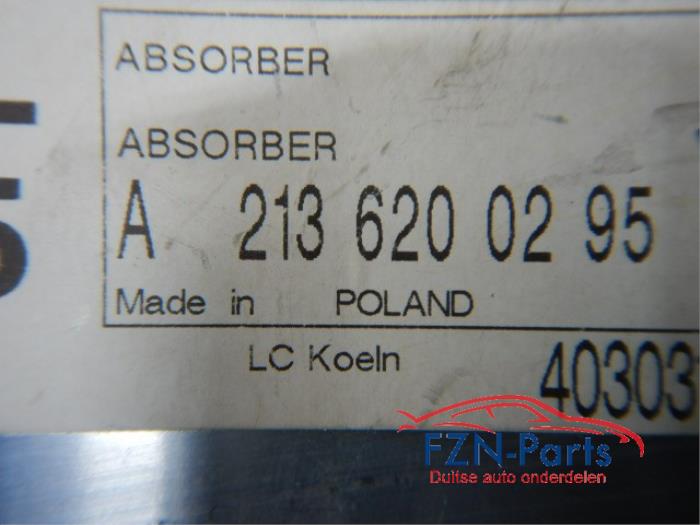 ABSORBER
ABSORBER
A 213 620 02 95
Made in POLAND
LC Koeln
40303
FZN-Parts
Duitse auto onderdelen